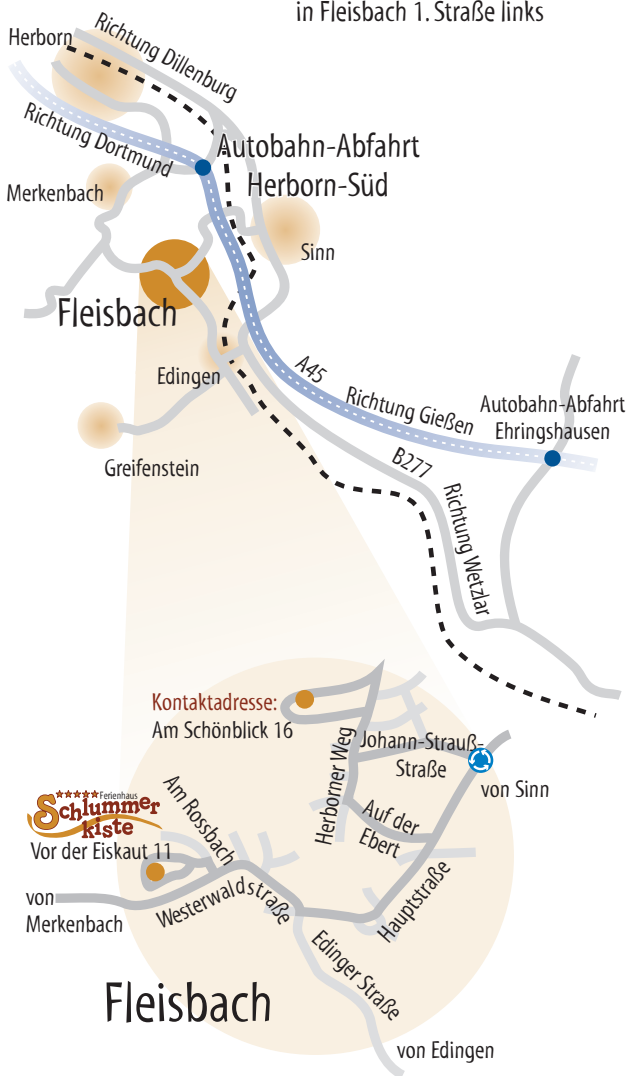 in Fleisbach 1. Straße links
Herborn
Richtung Dillenburg
Richtung Dortmund
Autobahn-Abfahrt
Herborn-Süd
Merkenbach
Sinn
Fleisbach
Edingen
A45
Richtung Gießen
Autobahn-Abfahrt
Ehringshausen
Greifenstein
B277
Richtung Wetzlar
Kontaktadresse:
Am Schönblick 16
Johann-Strauß-
Straße
Herborner Weg
von Sinn
Ferienhaus
Schlummer
kiste
Vor der Eiskaut 11
Am Rossbach
Auf der
Ebert
von
Merkenbach
Westerwaldstraße
Hauptstraße
Edinger Straße
Fleisbach
von Edingen